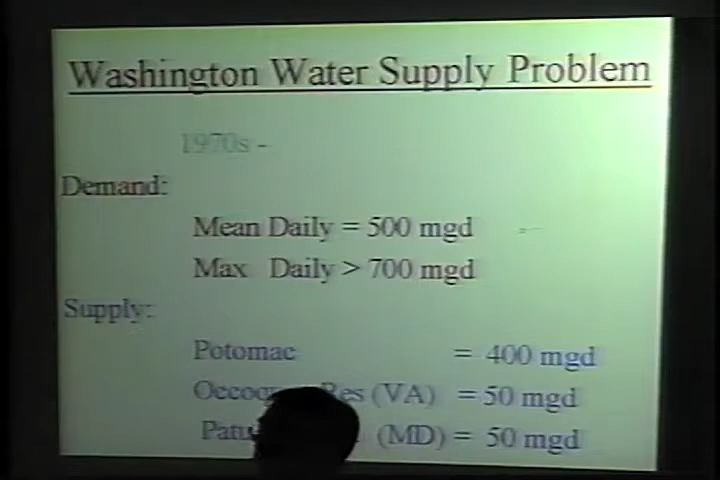 Washington Water Supply Problem
1970s -
Demand:
Mean Daily = 500 mgd
Max Daily > 700 mgd
Supply:
Potomac = 400 mgd
Res (VA) = 50 mgd
(MD) = 50 mgd